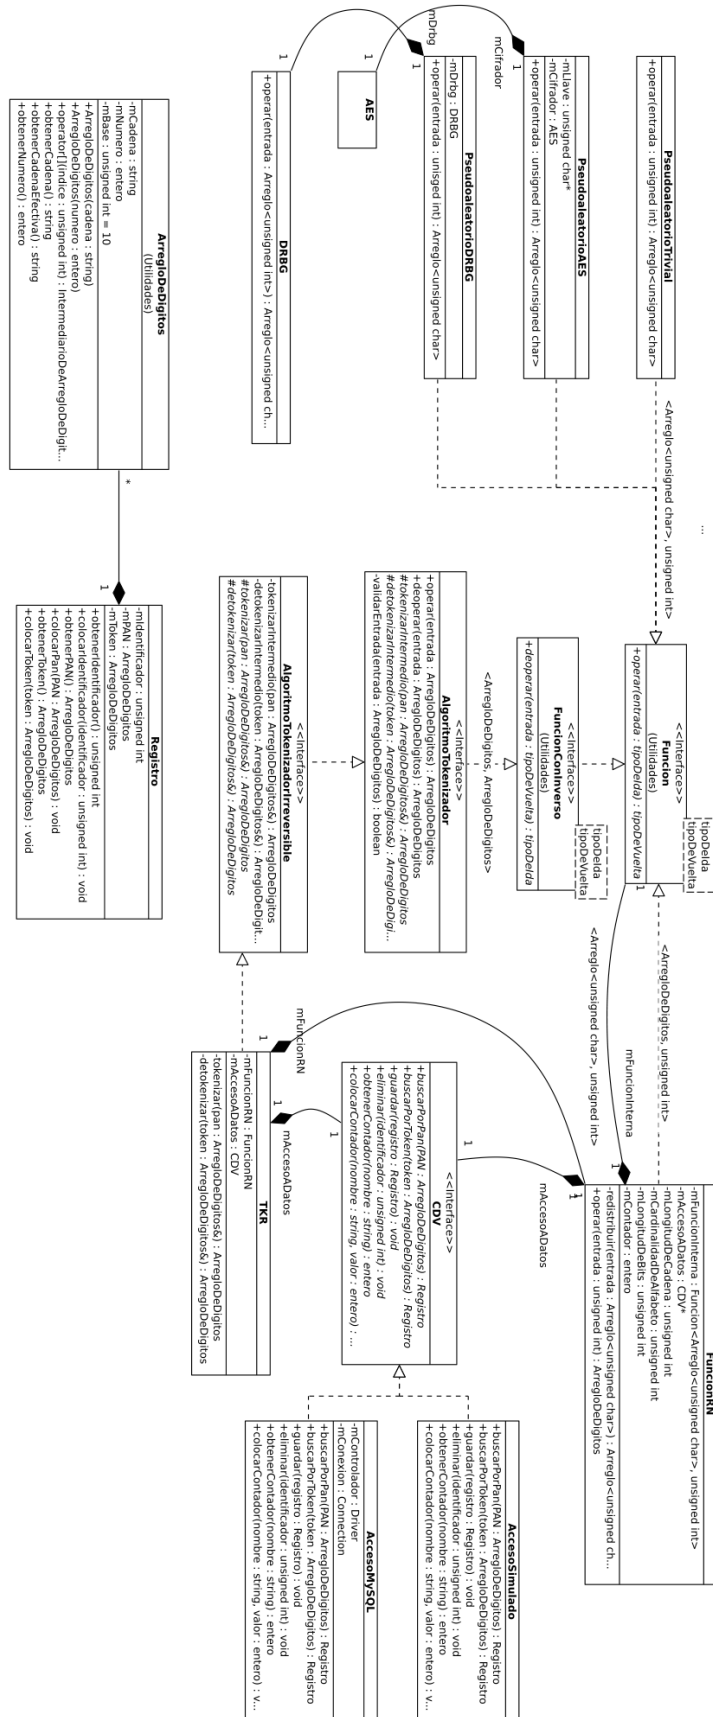 PseudoaleatorioTrivial
+operar(entrada : unsigned int) : Arreglo<unsigned char>
PseudoaleatorioAES
-mLlave : unsigned char*
-mCifrador : AES
+operar(entrada : unsigned int) : Arreglo<unsigned char>
mCifrador
1
PseudoaleatorioDRBG
-mDrbg : DRBG
+operar(entrada : unisged int) : Arreglo<unsigned char>
mDrbg
1
AES
1
DRBG
+operar(entrada : Arreglo<unsigned int>) : Arreglo<unsigned ch...
1
ArregloDeDigitos
(Utilidades)
-mCadena : string
-mNumero : entero
-mBase : unsigned int = 10
+ArregloDeDigitos(cadena : string)
+ArregloDeDigitos(numero : entero)
+operator[](indice : unsigned int) : IntermediarioDeArregloDeDigit...
+obtenerCadena() : string
+obtenerCadenaEfectiva() : string
+obtenerNumero() : entero
*
1
...
<Arreglo<unsigned char>, unsigned int>
tipoDeIda
tipoDeVuelta
<<Interface>>
Funcion
(Utilidades)
+operar(entrada : tipoDeIda) : tipoDeVuelta
tipoDeIda
tipoDeVuelta
<<Interface>>
FuncionConInverso
(Utilidades)
+deoperar(entrada : tipoDeVuelta) : tipoDeIda
<ArregloDeDigitos, ArregloDeDigitos>
<<Interface>>
AlgoritmoTokenizador
+operar(entrada : ArregloDeDigitos) : ArregloDeDigitos
+deoperar(entrada : ArregloDeDigitos) : ArregloDeDigitos
#tokenizarIntermedio(pan : ArregloDeDigitos&) : ArregloDeDigitos
#detokenizarIntermedio(token : ArregloDeDigitos&) : ArregloDeDigi...
-validarEntrada(entrada : ArregloDeDigitos) : boolean
<<Interface>>
AlgoritmoTokenizadorIrreversible
-tokenizarIntermedio(pan : ArregloDeDigitos&) : ArregloDeDigitos
-detokenizarIntermedio(token : ArregloDeDigitos&) : ArregloDeDigit...
#tokenizar(pan : ArregloDeDigitos&) : ArregloDeDigitos
#detokenizar(token : ArregloDeDigitos&) : ArregloDeDigitos
Registro
-mIdentificador : unsigned int
-mPAN : ArregloDeDigitos
-mToken : ArregloDeDigitos
+obtenerIdentificador() : unsigned int
+colocarIdentificador(identificador : unsigned int) : void
+obtenerPAN() : ArregloDeDigitos
+colocarPan(PAN : ArregloDeDigitos) : void
+obtenerToken() : ArregloDeDigitos
+colocarToken(token : ArregloDeDigitos) : void
<ArregloDeDigitos, unsigned int>
1
mFuncionInterna
1
<Arreglo<unsigned char>, unsigned int>
FuncionRN
-mFuncionInterna : Funcion<Arreglo<unsigned char>, unsigned int>
-mAccesoADatos : CDV*
-mLongitudDeCadena : unsigned int
-mCardinalidadDeAlfabeto : unsigned int
-mLongitudDeBits : unsigned int
-mContador : entero
-redistribuir(entrada : Arreglo<unsigned char>) : Arreglo<unsigned ch...
+operar(entrada : unsigned int) : ArregloDeDigitos
1
mAccesoADatos
1
<<Interface>>
CDV
+buscarPorPan(PAN : ArregloDeDigitos) : Registro
+buscarPorToken(token : ArregloDeDigitos) : Registro
+guardar(registro : Registro) : void
+eliminar(identificador : unsigned int) : void
+obtenerContador(nombre : string) : entero
+colocarContador(nombre : string, valor : entero) : ...
1
mAccesoADatos
1
mFuncionRN
1
TKR
-mFuncionRN : FuncionRN
-mAccesoADatos : CDV
-tokenizar(pan : ArregloDeDigitos&) : ArregloDeDigitos
-detokenizar(token : ArregloDeDigitos&) : ArregloDeDigitos
AccesoSimulado
+buscarPorPan(PAN : ArregloDeDigitos) : Registro
+buscarPorToken(token : ArregloDeDigitos) : Registro
+guardar(registro : Registro) : void
+eliminar(identificador : unsigned int) : void
+obtenerContador(nombre : string) : entero
+colocarContador(nombre : string, valor : entero) : v...
AccesoMySQL
-mControlador : Driver
-mConexion : Connection
+buscarPorPan(PAN : ArregloDeDigitos) : Registro
+buscarPorToken(token : ArregloDeDigitos) : Registro
+guardar(registro : Registro) : void
+eliminar(identificador : unsigned int) : void
+obtenerContador(nombre : string) : entero
+colocarContador(nombre : string, valor : entero) : v...